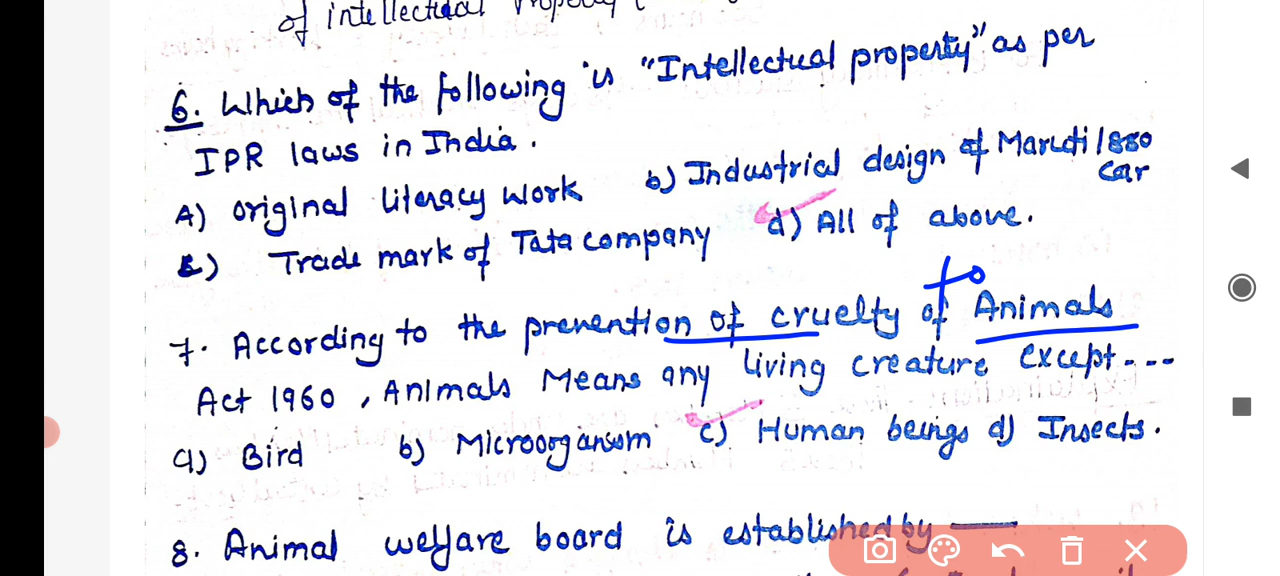 of intellectual
6. Which of the following is "Intellectual property" as per
IPR laws in India.
A) original literacy work b) Industrial design of Maruti 1800 car
) Trade mark of Tata company d) All of above.
to
7. According to the prevention of cruelty of Animals
Act 1960, Animals Means any living creature except----
a) Bird b) Microorganism c) Human beings d) Insects.
8. Animal welfare board is established by ——